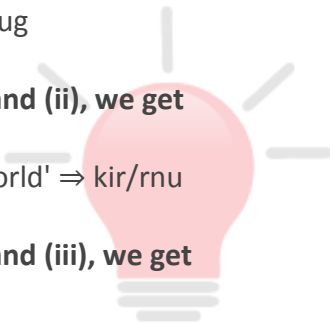 ug
and (ii), we get
orld' ⇒ kir/rnu
and (iii), we get